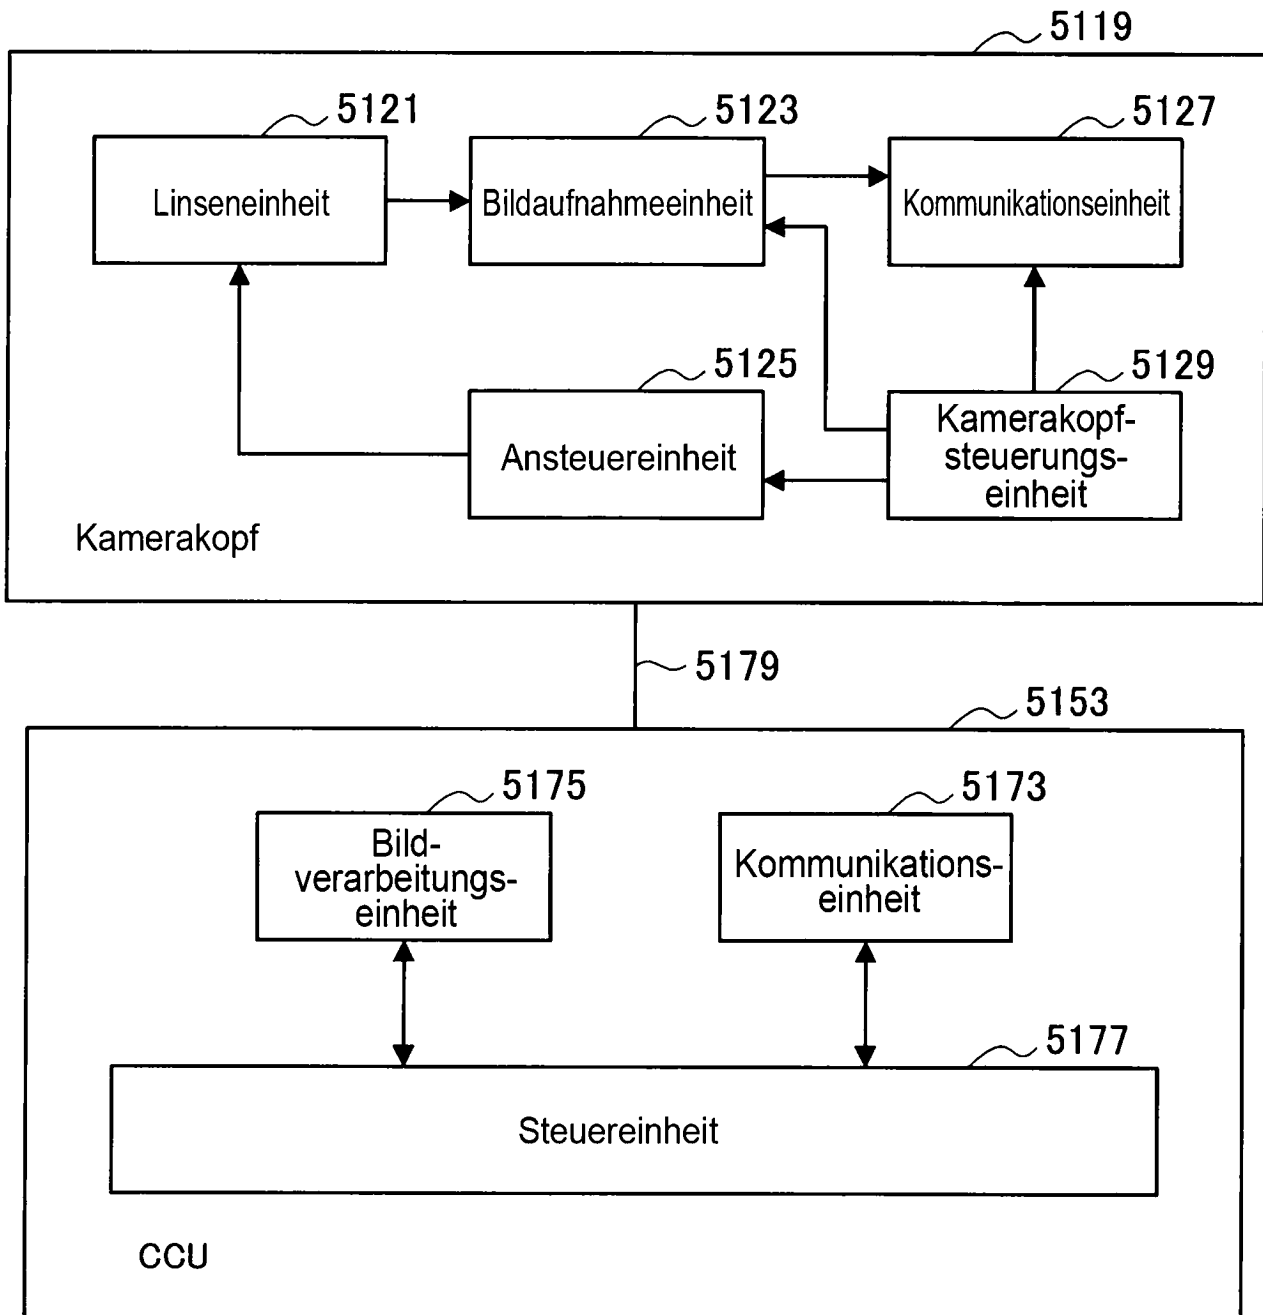 5119
5121
5123
5127
Linseneinheit
Bildaufnahmeeinheit
Kommunikationseinheit
5125
5129
Ansteuereinheit
Kamerakopf-
steuerungs-
einheit
Kamerakopf
5179
5153
5175
5173
Bild-
verarbeitungs-
einheit
Kommunikations-
einheit
5177
Steuereinheit
CCU